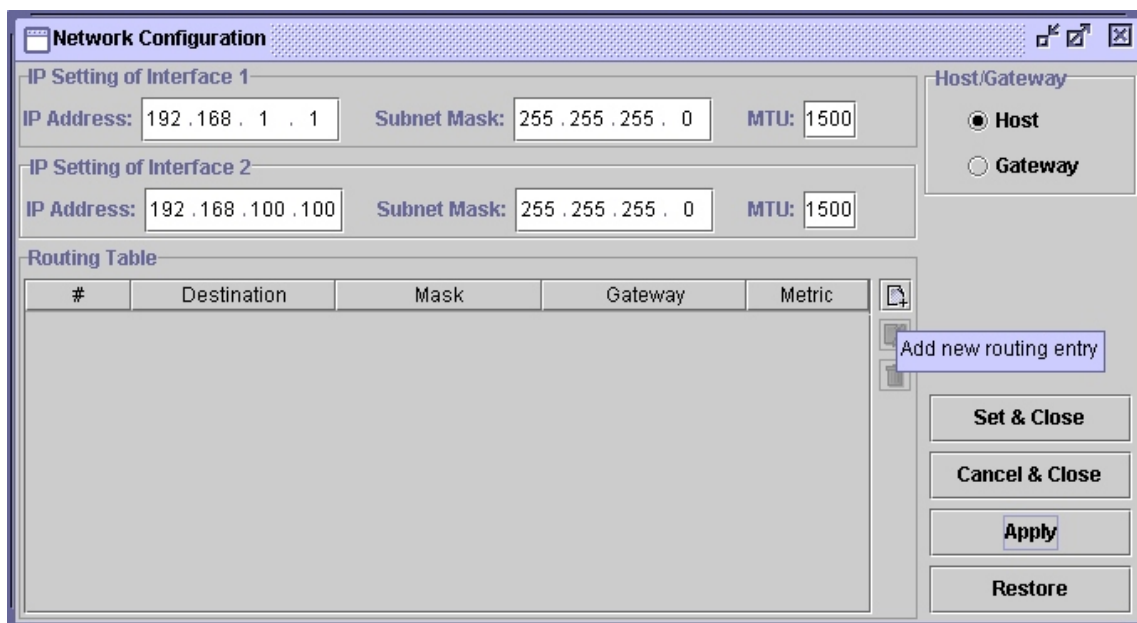 Network Configuration
IP Setting of Interface 1
IP Address: 192 .168 . 1 . 1 Subnet Mask: 255 .255 .255 . 0 MTU: 1500
IP Setting of Interface 2
IP Address: 192 .168 .100 .100 Subnet Mask: 255 .255 .255 . 0 MTU: 1500
Host/Gateway
Host
Gateway
Routing Table
# Destination Mask Gateway Metric
Add new routing entry
Set & Close
Cancel & Close
Apply
Restore